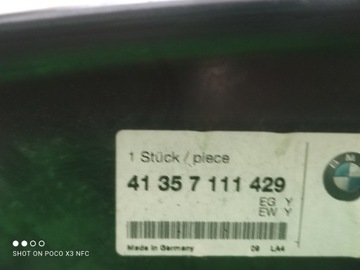 1 Stück / piece
41 35 7 111 429
EG Y
EW Y
Made in Germany 08 LA4
SHOT ON POCO X3 NFC